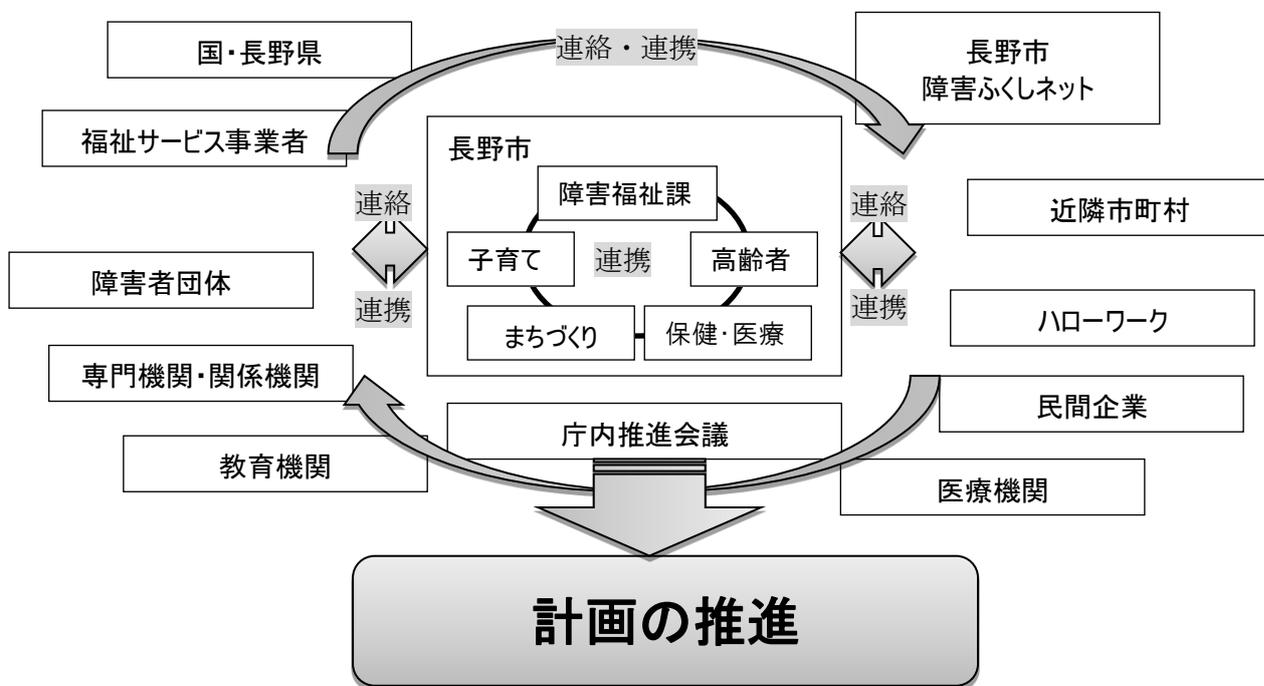 国・長野県
連絡・連携
長野市
障害ふくしネット
福祉サービス事業者
長野市
障害福祉課
連絡
連絡
近隣市町村
子育て
連携
高齢者
障害者団体
連携
連携
ハローワーク
まちづくり
保健・医療
専門機関・関係機関
民間企業
庁内推進会議
教育機関
医療機関
計画の推進